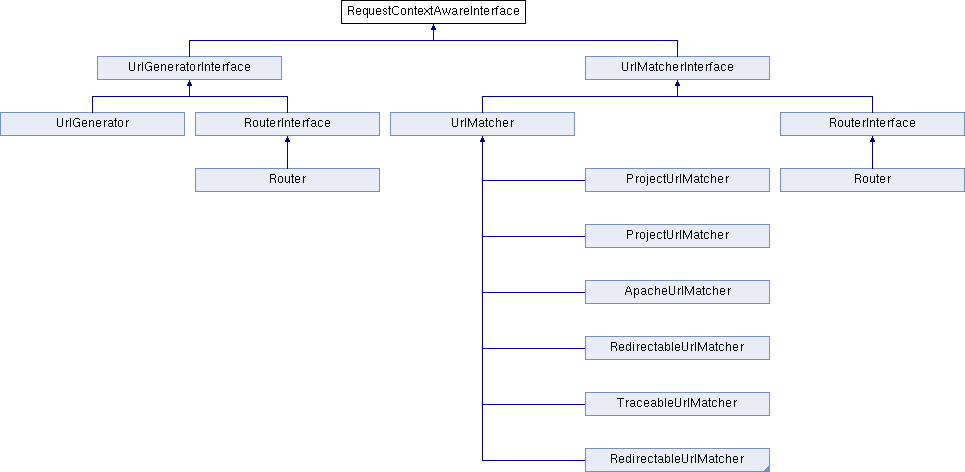 RequestContextAwareInterface
UrlGeneratorInterface
UrlMatcherInterface
UrlGenerator
RouterInterface
UrlMatcher
RouterInterface
Router
ProjectUrlMatcher
Router
ProjectUrlMatcher
ApacheUrlMatcher
RedirectableUrlMatcher
TraceableUrlMatcher
RedirectableUrlMatcher